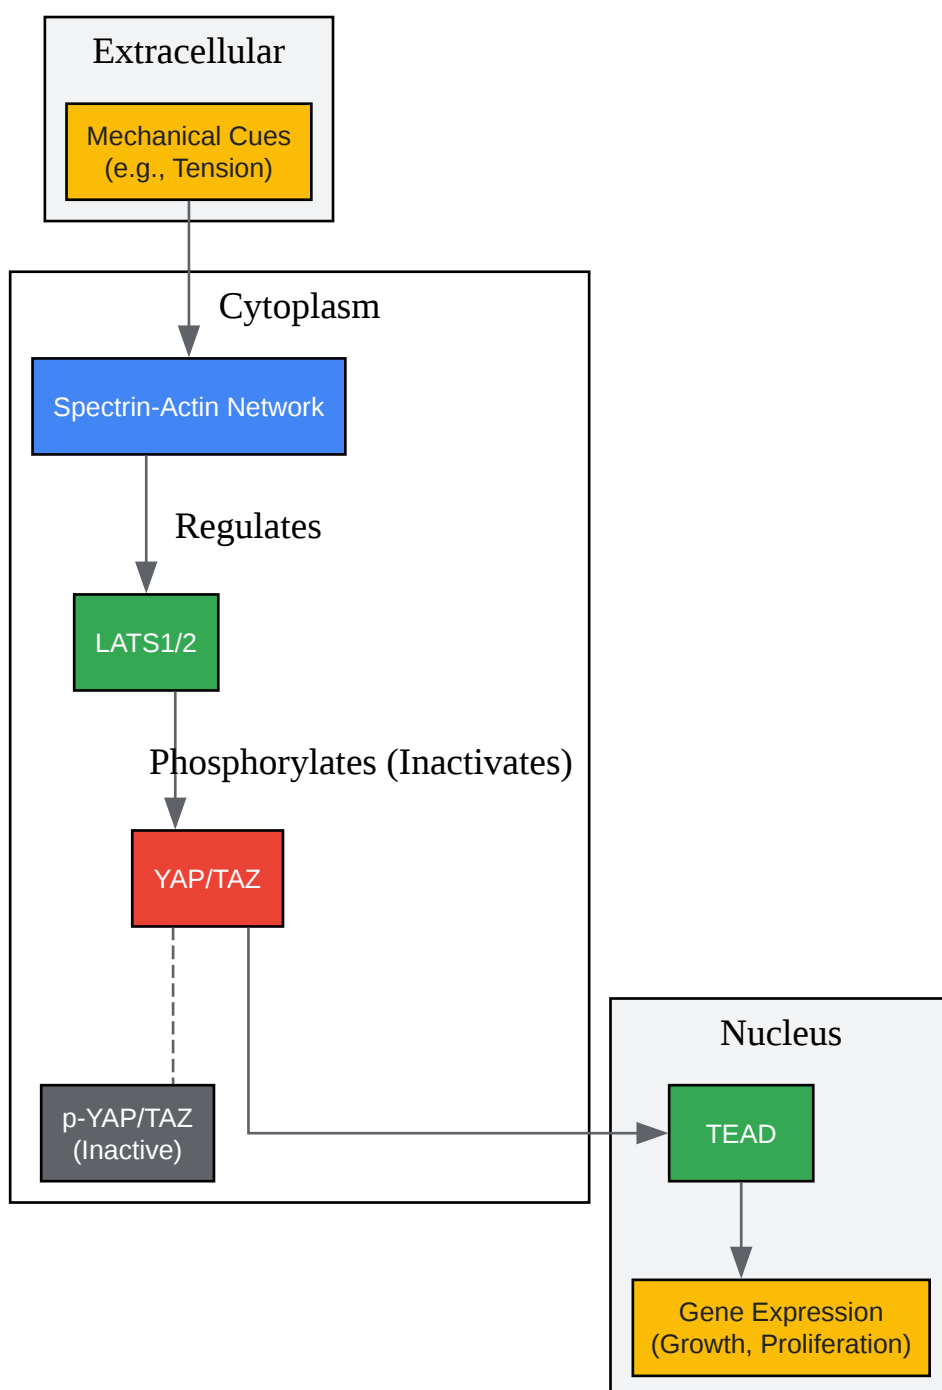 Extracellular
Mechanical Cues
(e.g., Tension)
Cytoplasm
Spectrin-Actin Network
Regulates
LATS1/2
Phosphorylates (Inactivates)
YAP/TAZ
p-YAP/TAZ
(Inactive)
Nucleus
TEAD
Gene Expression
(Growth, Proliferation)